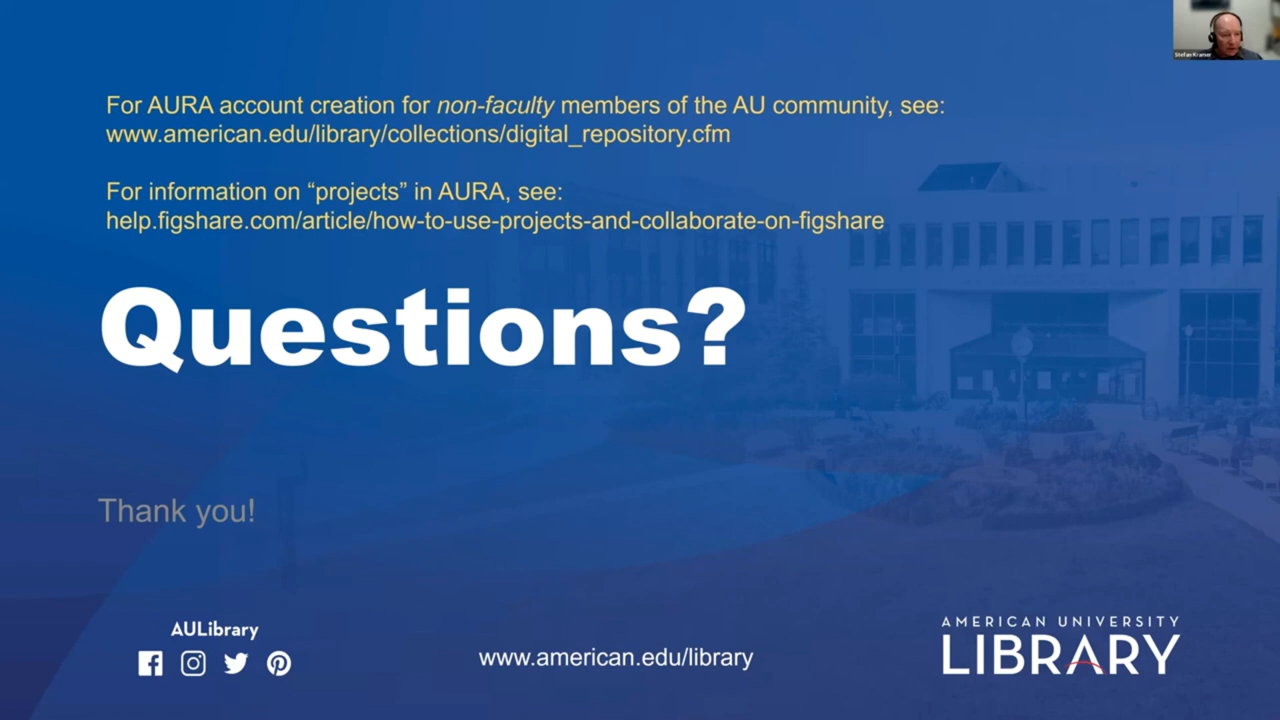 Stefan Kramer
For AURA account creation for non-faculty members of the AU community, see:
www.american.edu/library/collections/digital_repository.cfm
For information on “projects” in AURA, see:
help.figshare.com/article/how-to-use-projects-and-collaborate-on-figshare
Questions?
Thank you!
AULibrary
www.american.edu/library
AMERICAN UNIVERSITY
LIBRARY